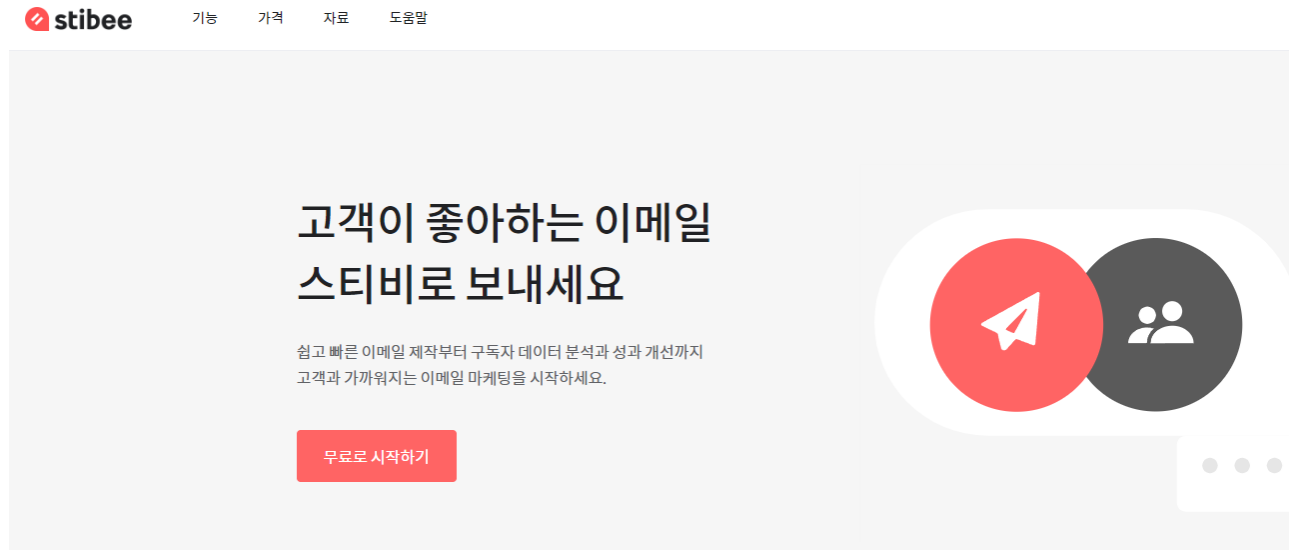 stibee
기능 가격 자료 도움말
고객이 좋아하는 이메일
스티비로 보내세요
쉽고 빠른 이메일 제작부터 구독자 데이터 분석과 성과 개선까지
고객과 가까워지는 이메일 마케팅을 시작하세요.
무료로 시작하기